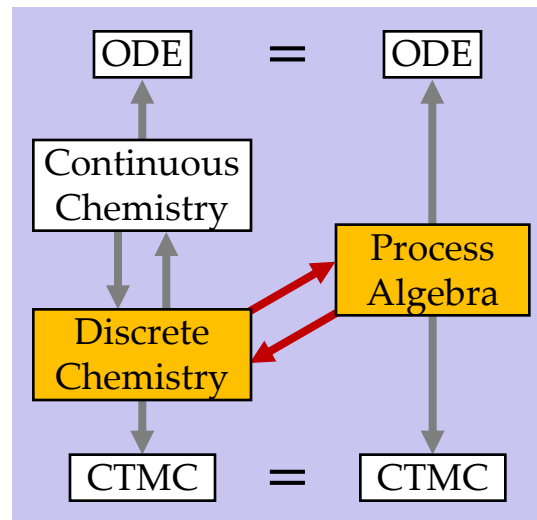 ODE = ODE
Continuous
Chemistry
Process
Algebra
Discrete
Chemistry
CTMC = CTMC